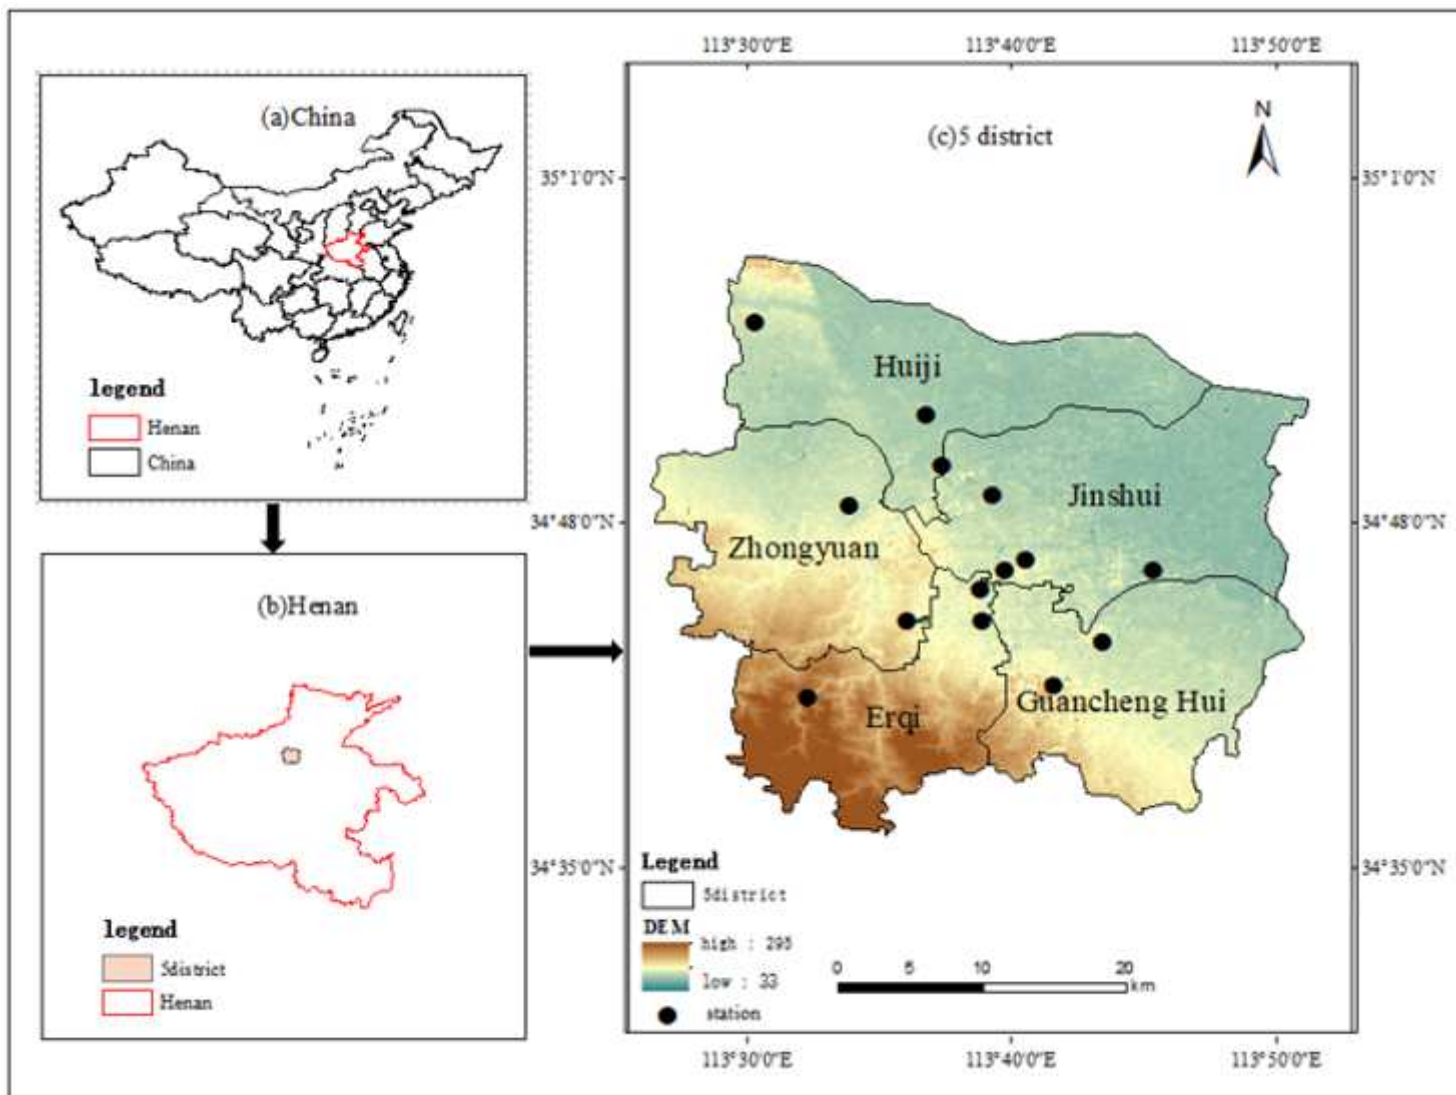 (a)China
legend
Henan
China
(b)Henan
legend
5district
Henan
113°30'0"E 113°40'0"E 113°50'0"E
(c)5 district
N
35°1'0"N 35°1'0"N
Huiji
Jinshui
34°48'0"N 34°48'0"N
Zhongyuan
Guancheng Hui
Erqi
34°35'0"N 34°35'0"N
Legend
5district
DEM
high : 295
low : 33
station
0 5 10 20
km
113°30'0"E 113°40'0"E 113°50'0"E